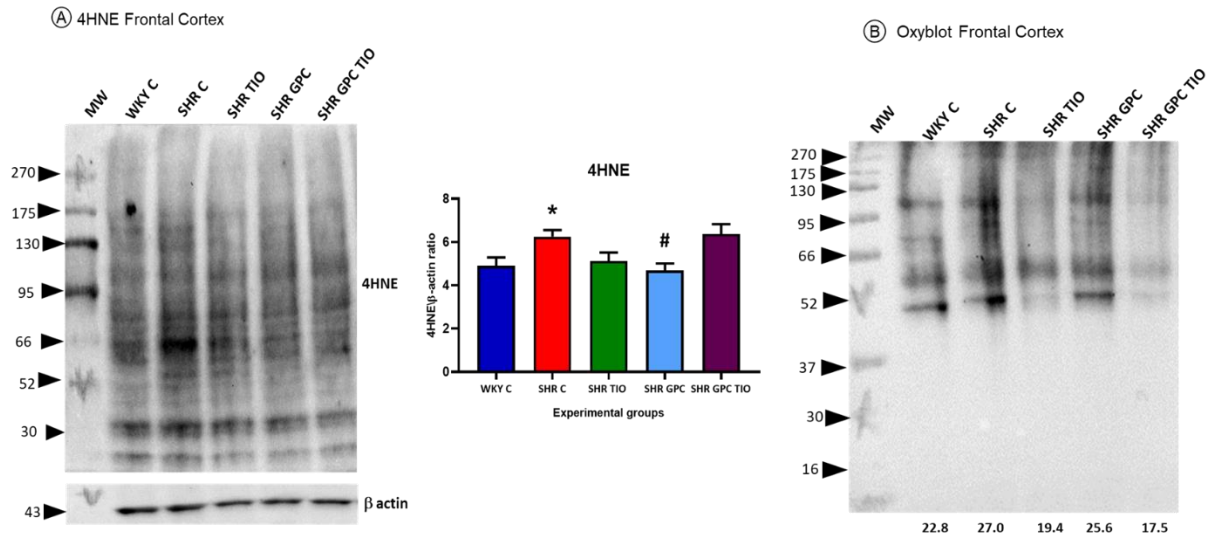 A 4HNE Frontal Cortex
MW WKY C SHR C SHR TIO SHR GPC SHR GPC TIO
270
175
130
95
66
52
30
4HNE
43
β actin
4HNE
4HNE\β-actin ratio
8
6
4
2
0
*
#
WKY C SHR C SHR TIO SHR GPC SHR GPC TIO
Experimental groups
B Oxyblot Frontal Cortex
MW WKY C SHR C SHR TIO SHR GPC SHR GPC TIO
270
175
130
95
66
52
37
30
16
22.8 27.0 19.4 25.6 17.5